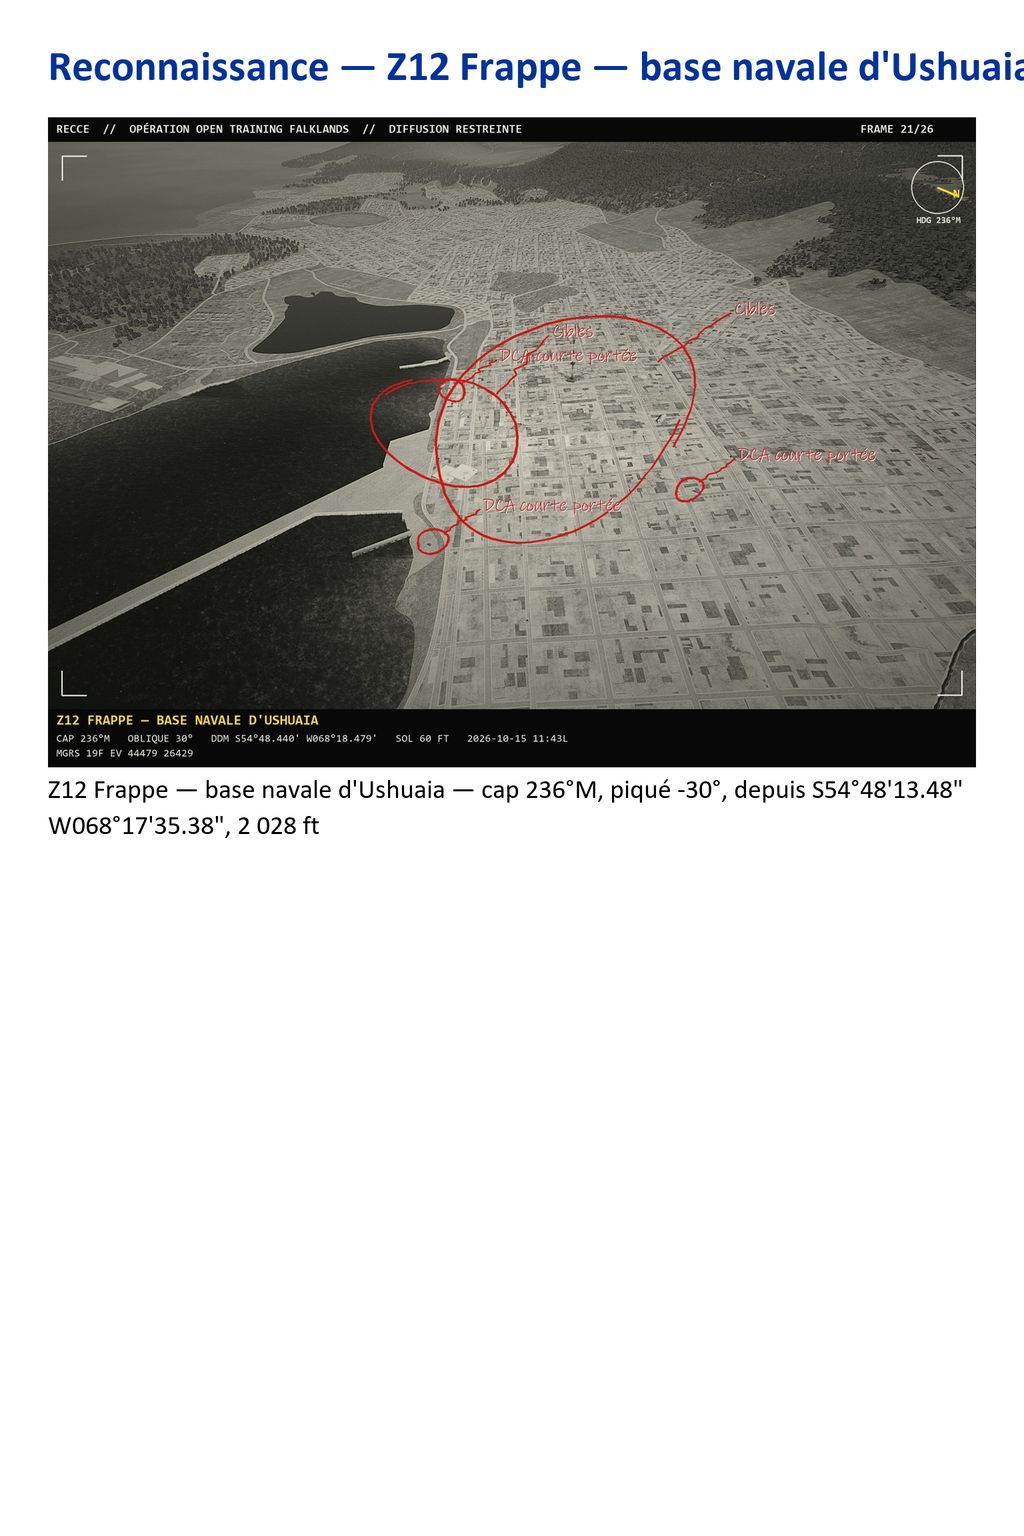 Reconnaissance — Z12 Frappe — base navale d'Ushuaia
RECCE // OPÉRATION OPEN TRAINING FALKLANDS // DIFFUSION RESTREINTE FRAME 21/26
N
HDG 236°M
Cibles
Cibles
DCA courte portée
DCA courte portée
DCA courte portée
Z12 FRAPPE — BASE NAVALE D'USHUAIA
CAP 236°M OBLIQUE 30° DDM S54°48.440' W068°18.479' SOL 60 FT 2026-10-15 11:43L
MGRS 19F EV 44479 26429
Z12 Frappe — base navale d'Ushuaia — cap 236°M, piqué -30°, depuis S54°48'13.48"
W068°17'35.38", 2 028 ft